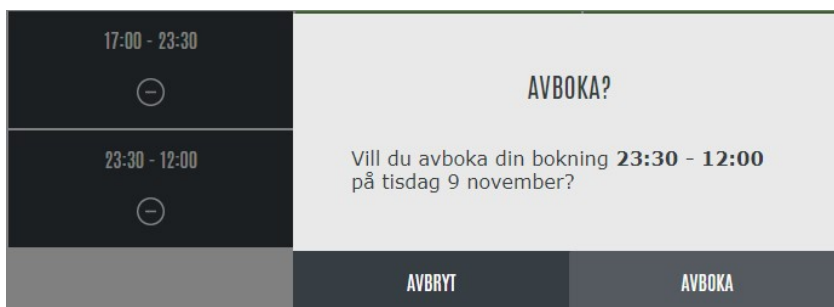 17:00 - 23:30
23:30 - 12:00
AVBOKA?
Vill du avboka din bokning 23:30 - 12:00
på tisdag 9 november?
AVBRYT
AVBOKA